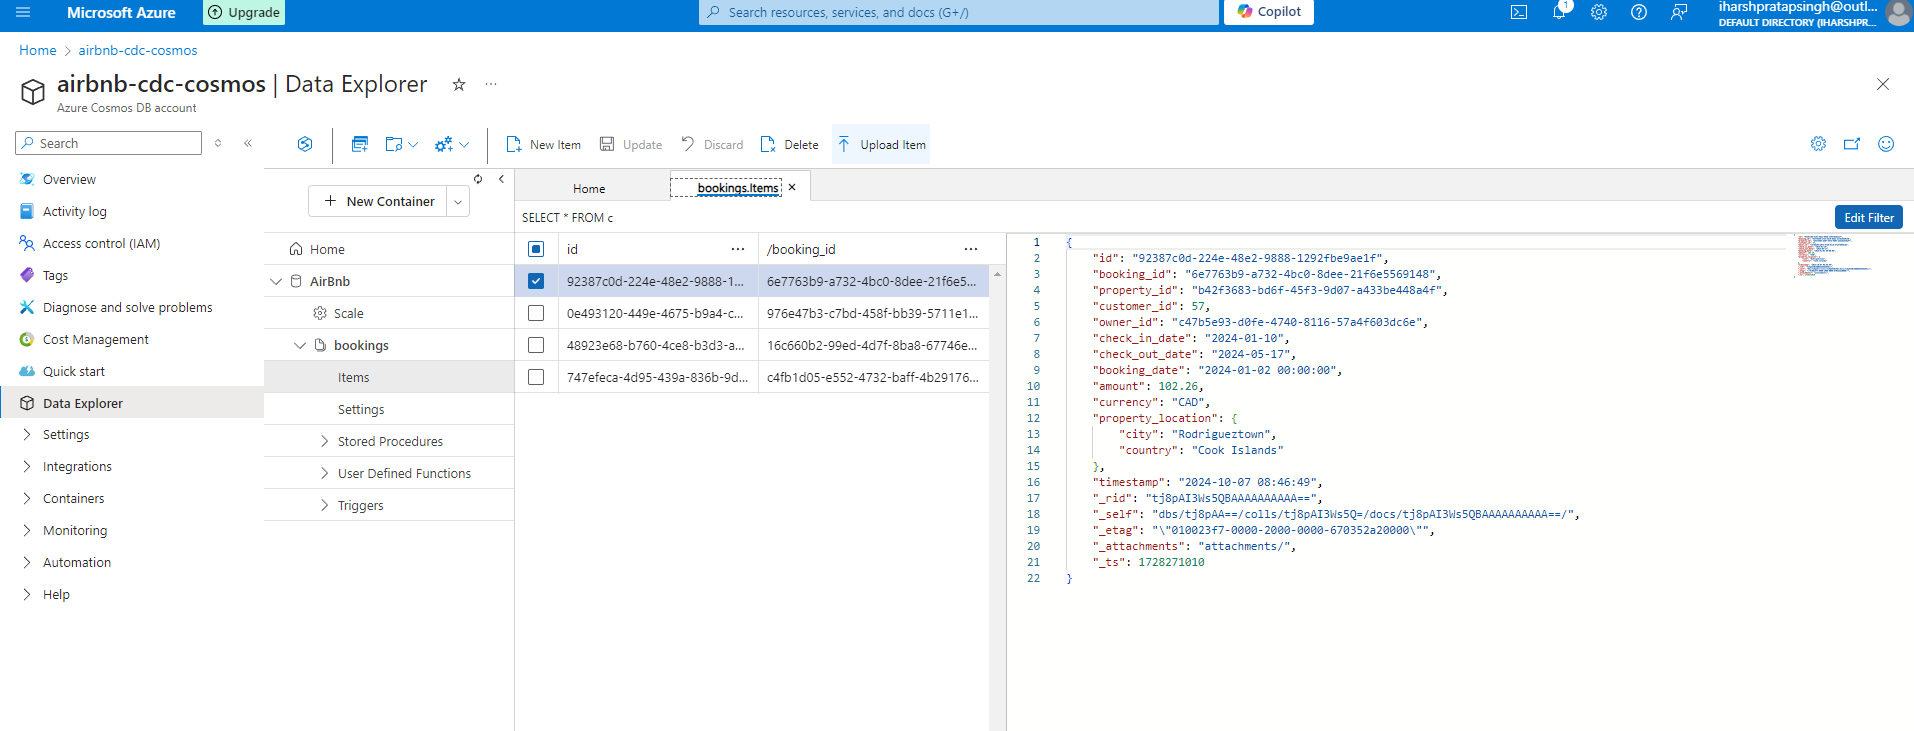 Microsoft Azure
Upgrade
Search resources, services, and docs (G+/)
Copilot
1
iharshpratapsingh@outl...
DEFAULT DIRECTORY (IHARSHPR...
Home > airbnb-cdc-cosmos
airbnb-cdc-cosmos | Data Explorer
Azure Cosmos DB account
Search
New Item
Update
Discard
Delete
Upload Item
Overview
Activity log
Access control (IAM)
Tags
Diagnose and solve problems
Cost Management
Quick start
Data Explorer
Settings
Integrations
Containers
Monitoring
Automation
Help
New Container
Home
AirBnb
Scale
bookings
Items
Settings
Stored Procedures
User Defined Functions
Triggers
Home
bookings.Items
SELECT * FROM c
Edit Filter
id ... /booking_id ...
92387c0d-224e-48e2-9888-1... 6e7763b9-a732-4bc0-8dee-21f6e5...
0e493120-449e-4675-b9a4-c... 976e47b3-c7bd-458f-bb39-5711e1...
48923e68-b760-4ce8-b3d3-a... 16c660b2-99ed-4d7f-8ba8-67746e...
747efeca-4d95-439a-836b-9d... c4fb1d05-e552-4732-baff-4b29176...
1 {
2 "id": "92387c0d-224e-48e2-9888-1292fbe9ae1f",
3 "booking_id": "6e7763b9-a732-4bc0-8dee-21f6e5569148",
4 "property_id": "b42f3683-bd6f-45f3-9d07-a433be448a4f",
5 "customer_id": 57,
6 "owner_id": "c47b5e93-d0fe-4740-8116-57a4f603dc6e",
7 "check_in_date": "2024-01-10",
8 "check_out_date": "2024-05-17",
9 "booking_date": "2024-01-02 00:00:00",
10 "amount": 102.26,
11 "currency": "CAD",
12 "property_location": {
13 "city": "Rodrigueztown",
14 "country": "Cook Islands"
15 },
16 "timestamp": "2024-10-07 08:46:49",
17 "_rid": "tj8pAI3Ws5QBAAAAAAAAAA==",
18 "_self": "dbs/tj8pAA==/colls/tj8pAI3Ws5Q=/docs/tj8pAI3Ws5QBAAAAAAAAAA==/",
19 "_etag": "\"010023f7-0000-2000-0000-670352a20000\"",
20 "_attachments": "attachments/",
21 "_ts": 1728271010
22 }